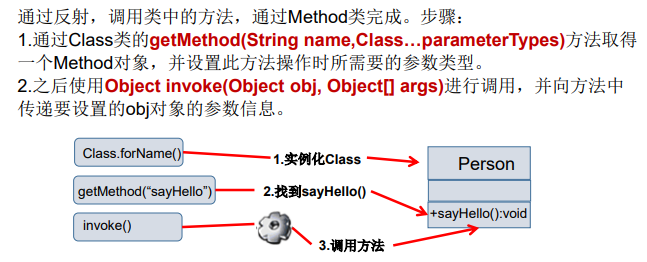 通过反射，调用类中的方法，通过Method类完成。步骤：
1.通过Class类的getMethod(String name,Class…parameterTypes)方法取得
一个Method对象，并设置此方法操作时所需要的参数类型。
2.之后使用Object invoke(Object obj, Object[] args)进行调用，并向方法中
传递要设置的obj对象的参数信息。
Class.forName()
1.实例化Class
Person
getMethod(“sayHello”)
2.找到sayHello()
+sayHello():void
invoke()
3.调用方法